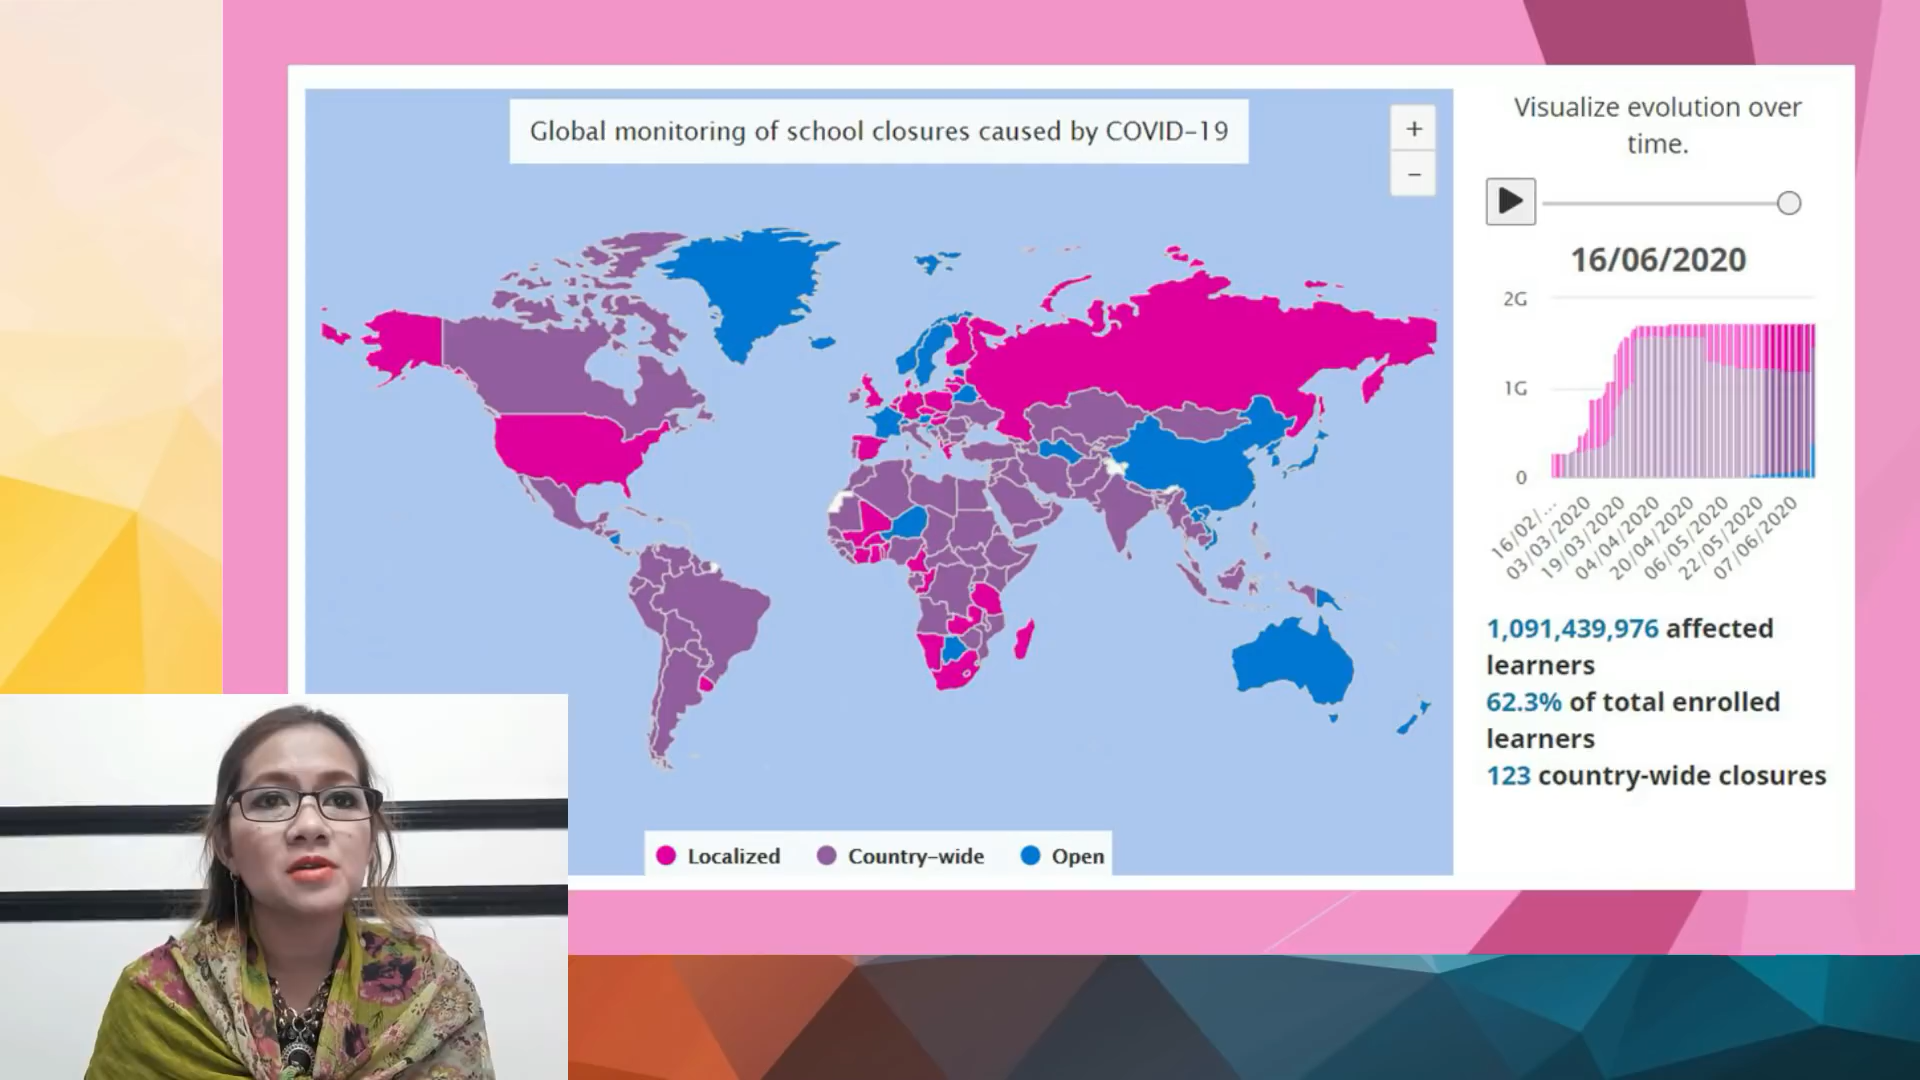 Global monitoring of school closures caused by COVID-19
+
−
Localized
Country-wide
Open
Visualize evolution over
time.
16/06/2020
2G
1G
0
16/02/...
03/03/2020
19/03/2020
04/04/2020
20/04/2020
06/05/2020
22/05/2020
07/06/2020
1,091,439,976 affected
learners
62.3% of total enrolled
learners
123 country-wide closures